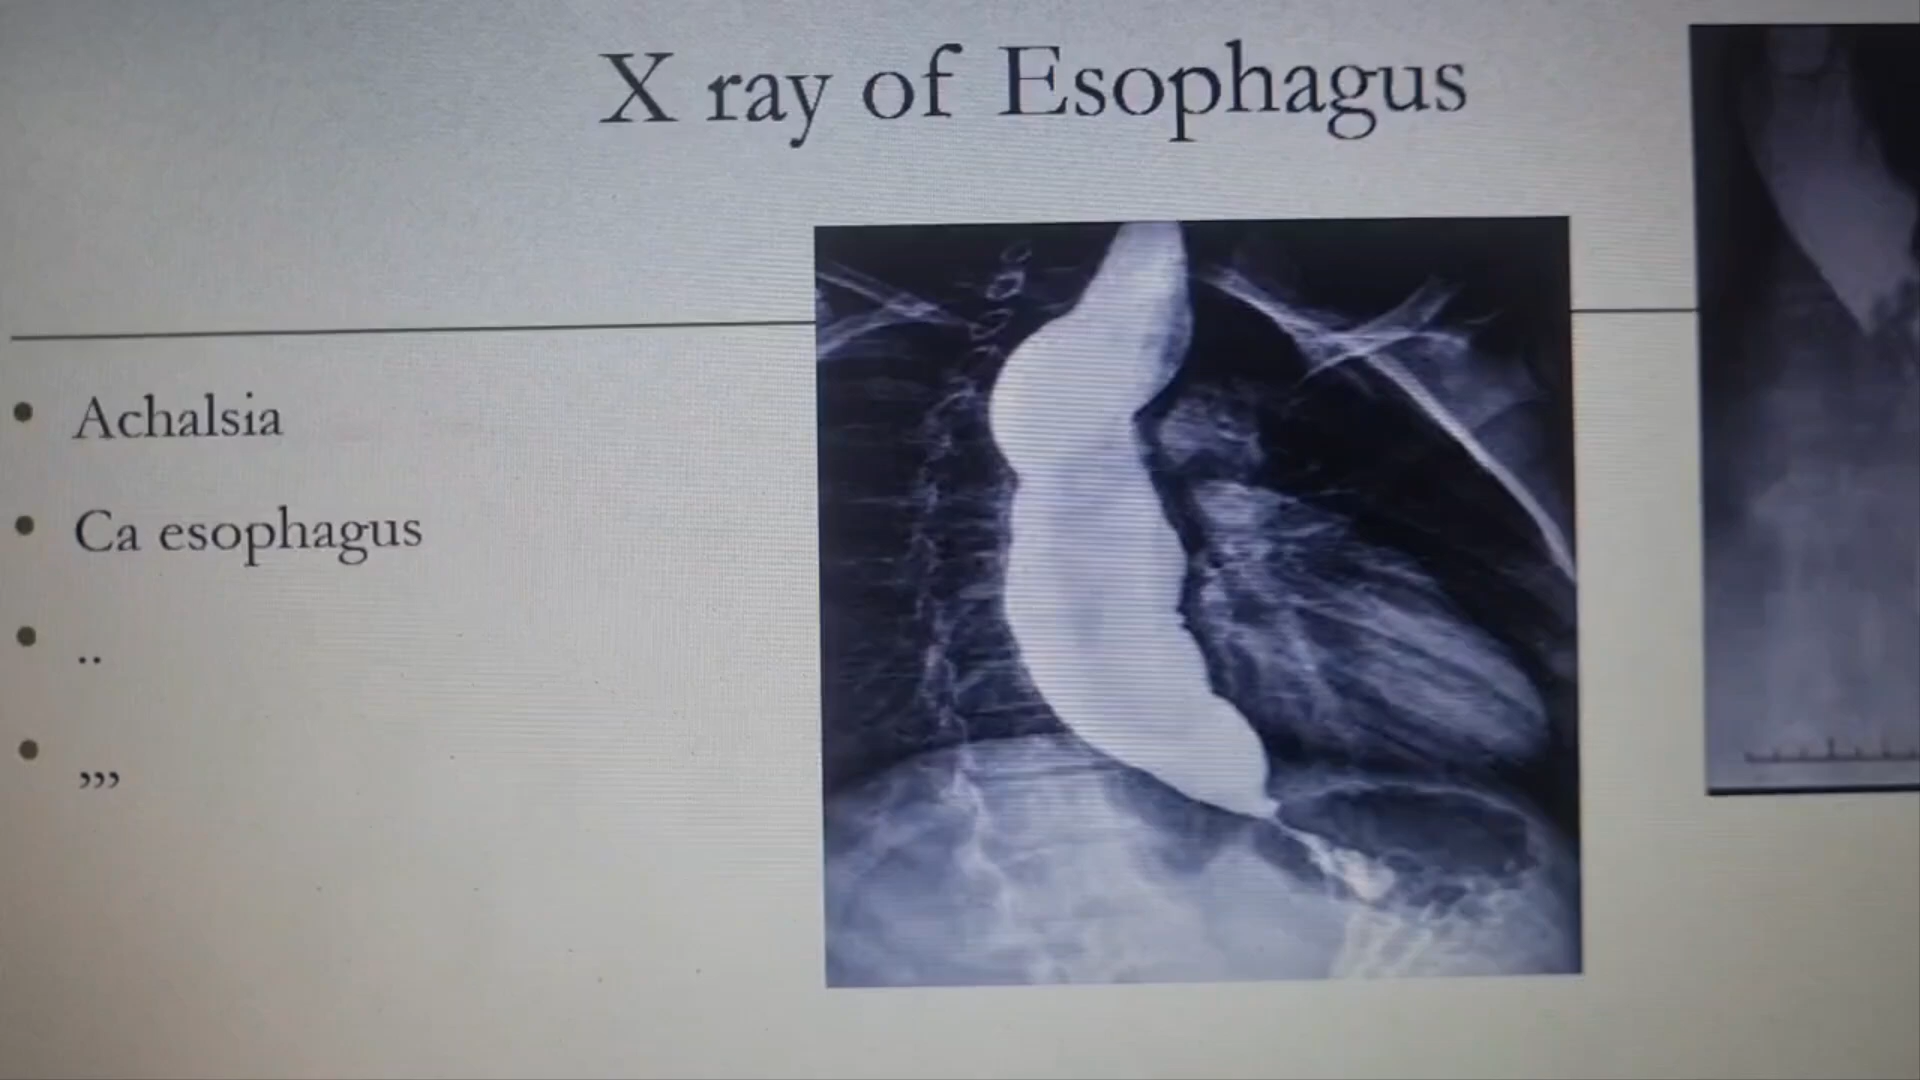 X ray of Esophagus
• Achalsia
• Ca esophagus
• ..
• ,,,